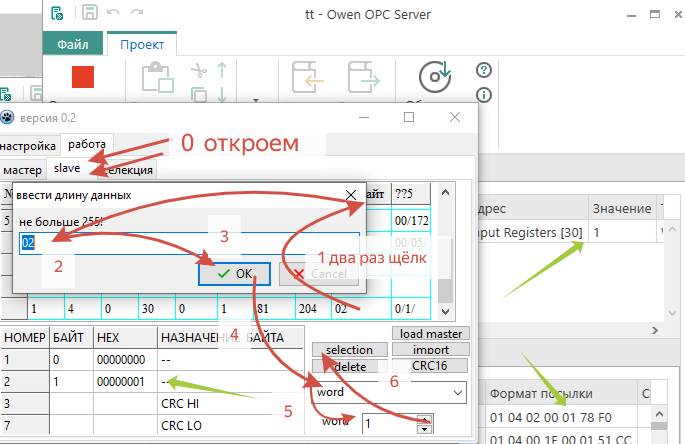 tt - Owen OPC Server
Файл
Проект
версия 0.2
настройка
работа
0 откроем
мастер
slave
елекция
ввести длину данных
айт
??5
не больше 255!
5
00/172
02
3
00/05/
2
OK
Cancel
1 два раз щёлк
1
4
0
30
0
1
81
204
02
0/1/
дрес
Значение
nput Registers [30]
1
НОМЕР
БАЙТ
HEX
НАЗНАЧЕНИ
БАЙТА
4
load master
1
0
00000000
--
selection
import
2
1
00000001
--
delete
CRC16
6
3
CRC HI
5
word
7
CRC LO
word
1
Формат посылки
01 04 02 00 01 78 F0
01 04 00 1E 00 01 51 CC